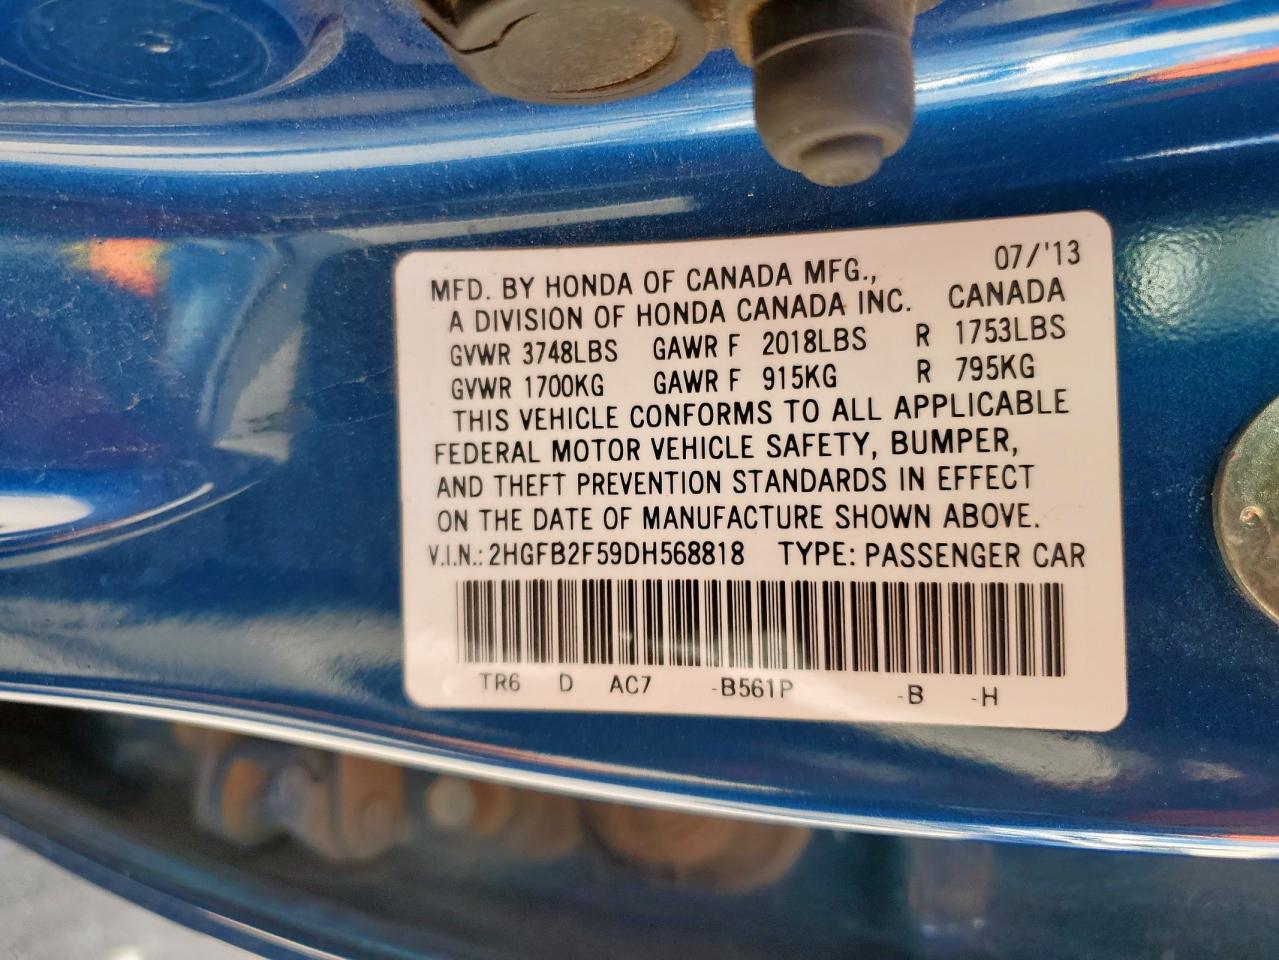 07/'13
MFD. BY HONDA OF CANADA MFG.,
A DIVISION OF HONDA CANADA INC. CANADA
GVWR 3748LBS GAWR F 2018LBS R 1753LBS
GVWR 1700KG GAWR F 915KG R 795KG
THIS VEHICLE CONFORMS TO ALL APPLICABLE
FEDERAL MOTOR VEHICLE SAFETY, BUMPER,
AND THEFT PREVENTION STANDARDS IN EFFECT
ON THE DATE OF MANUFACTURE SHOWN ABOVE.
V.I.N.: 2HGFB2F59DH568818 TYPE: PASSENGER CAR
TR6 D AC7 -B561P -B -H